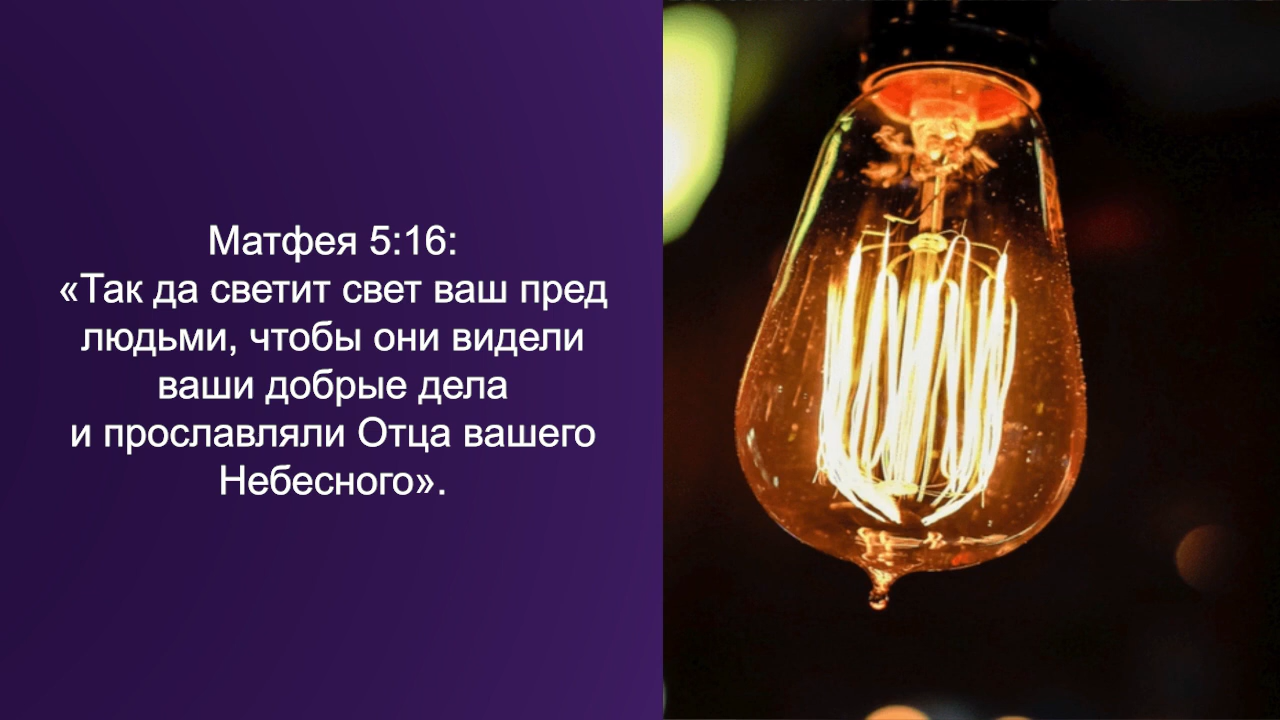 Матфея 5:16:
«Так да светит свет ваш пред
людьми, чтобы они видели
ваши добрые дела
и прославляли Отца вашего
Небесного».